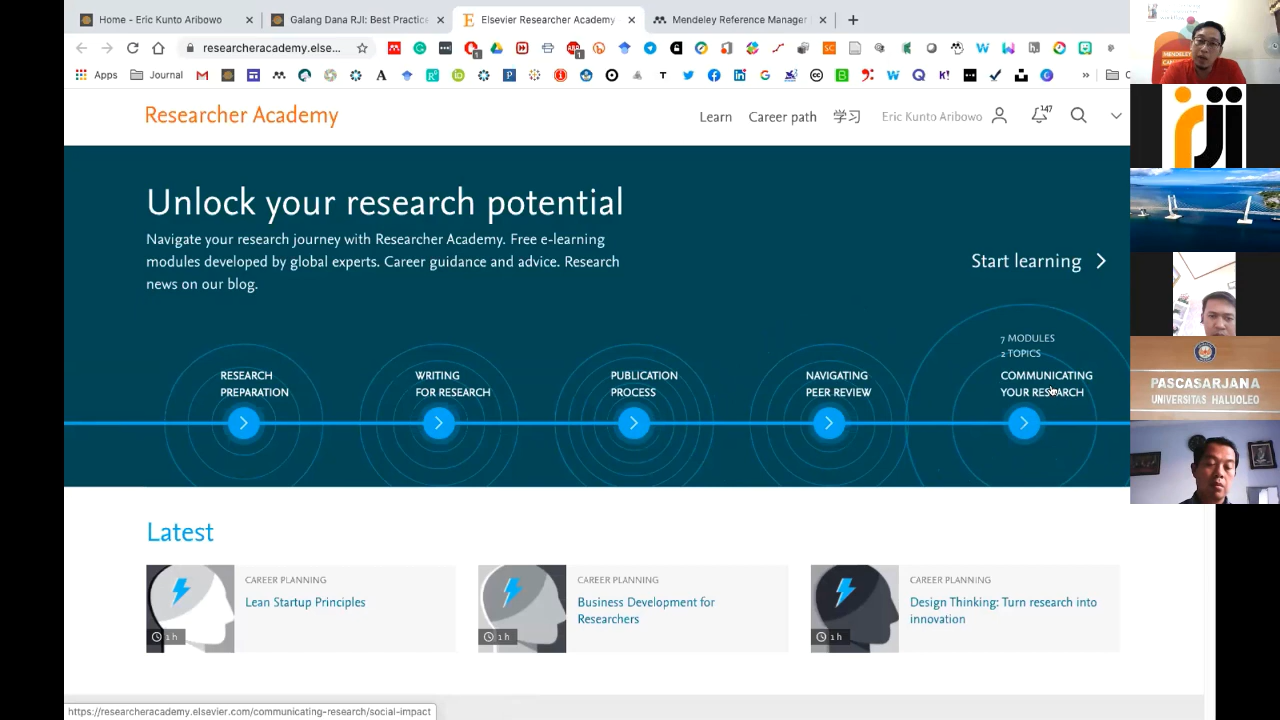 Home - Eric Kunto Aribowo
Galang Dana RJI: Best Practice
Elsevier Researcher Academy
Mendeley Reference Manager
researcheracademy.else...
Apps
Journal
Researcher Academy
Learn
Career path
学习
Eric Kunto Aribowo
147
Unlock your research potential
Navigate your research journey with Researcher Academy. Free e-learning
modules developed by global experts. Career guidance and advice. Research
news on our blog.
Start learning
7 MODULES
2 TOPICS
RESEARCH
PREPARATION
WRITING
FOR RESEARCH
PUBLICATION
PROCESS
NAVIGATING
PEER REVIEW
COMMUNICATING
YOUR RESEARCH
Latest
CAREER PLANNING
Lean Startup Principles
1 h
CAREER PLANNING
Business Development for
Researchers
1 h
CAREER PLANNING
Design Thinking: Turn research into
innovation
1 h
https://researcheracademy.elsevier.com/communicating-research/social-impact
rji
PASCASARJANA
UNIVERSITAS HALUOLEO